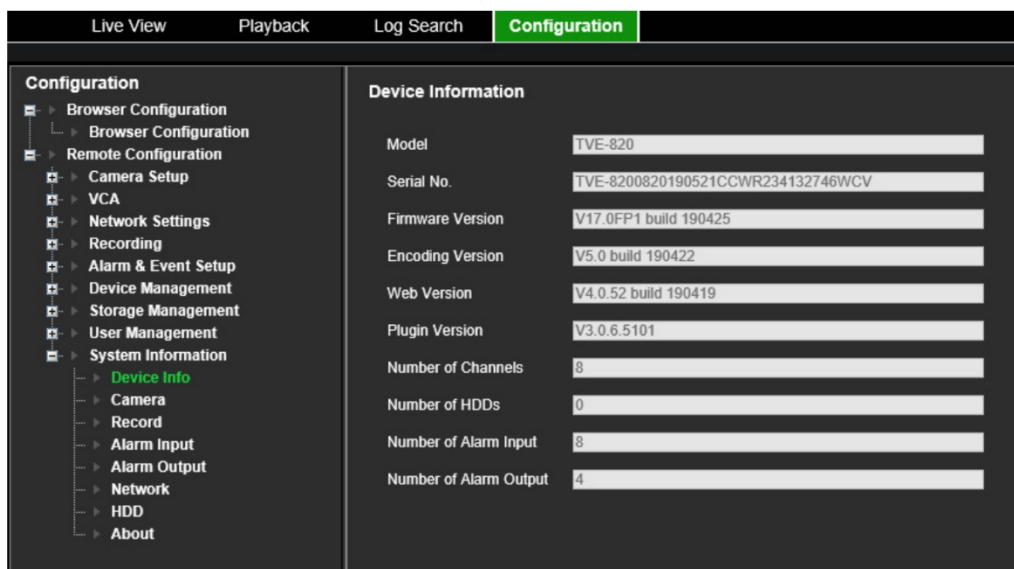 Live View Playback Log Search Configuration
Configuration
Browser Configuration
Browser Configuration
Remote Configuration
Camera Setup
VCA
Network Settings
Recording
Alarm & Event Setup
Device Management
Storage Management
User Management
System Information
Device Info
Camera
Record
Alarm Input
Alarm Output
Network
HDD
About
Device Information
Model TVE-820
Serial No. TVE-8200820190521CCWR234132746WCV
Firmware Version V17.0FP1 build 190425
Encoding Version V5.0 build 190422
Web Version V4.0.52 build 190419
Plugin Version V3.0.6.5101
Number of Channels 8
Number of HDDs 0
Number of Alarm Input 8
Number of Alarm Output 4